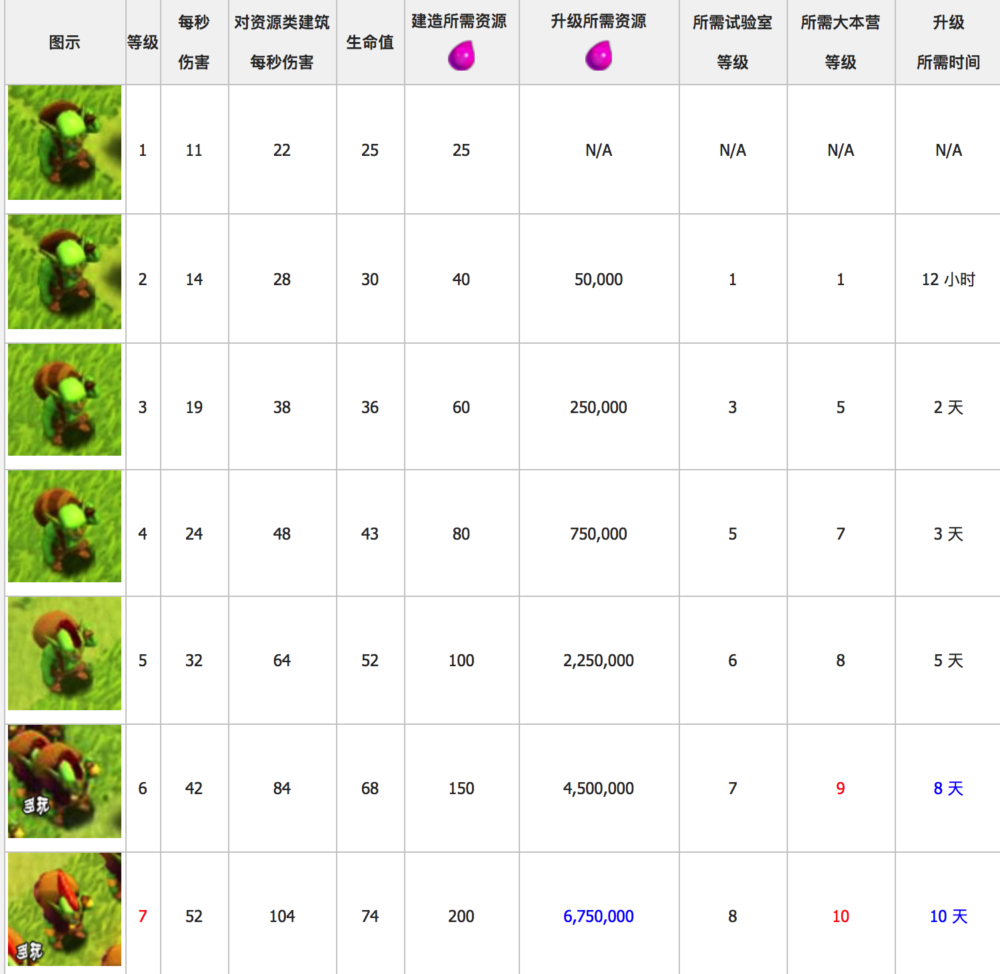 图示 等级 每秒伤害 对资源类建筑每秒伤害 生命值 建造所需资源 升级所需资源 所需试验室等级 所需大本营等级 升级所需时间
1 11 22 25 25 N/A N/A N/A N/A
2 14 28 30 40 50,000 1 1 12 小时
3 19 38 36 60 250,000 3 5 2 天
4 24 48 43 80 750,000 5 7 3 天
5 32 64 52 100 2,250,000 6 8 5 天
多玩 6 42 84 68 150 4,500,000 7 9 8 天
多玩 7 52 104 74 200 6,750,000 8 10 10 天